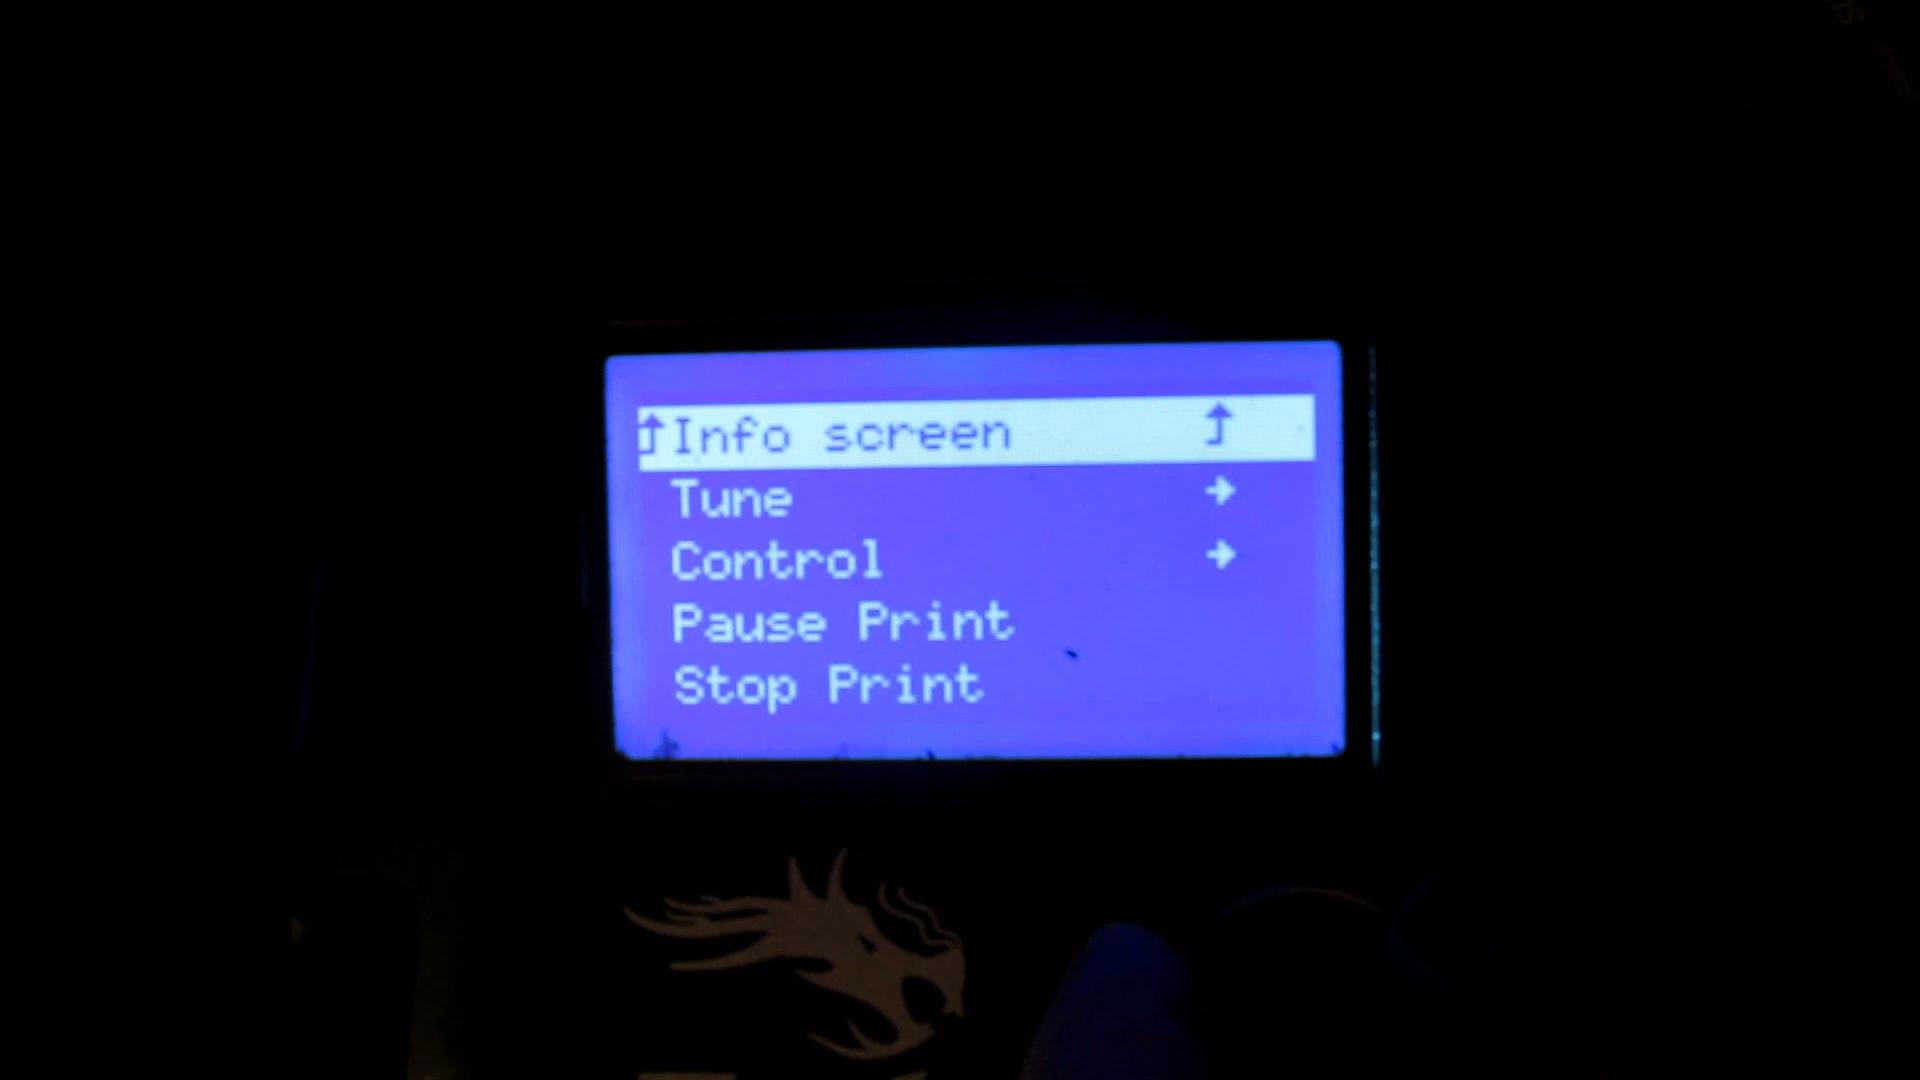 Info screen
Tune
Control
Pause Print
Stop Print